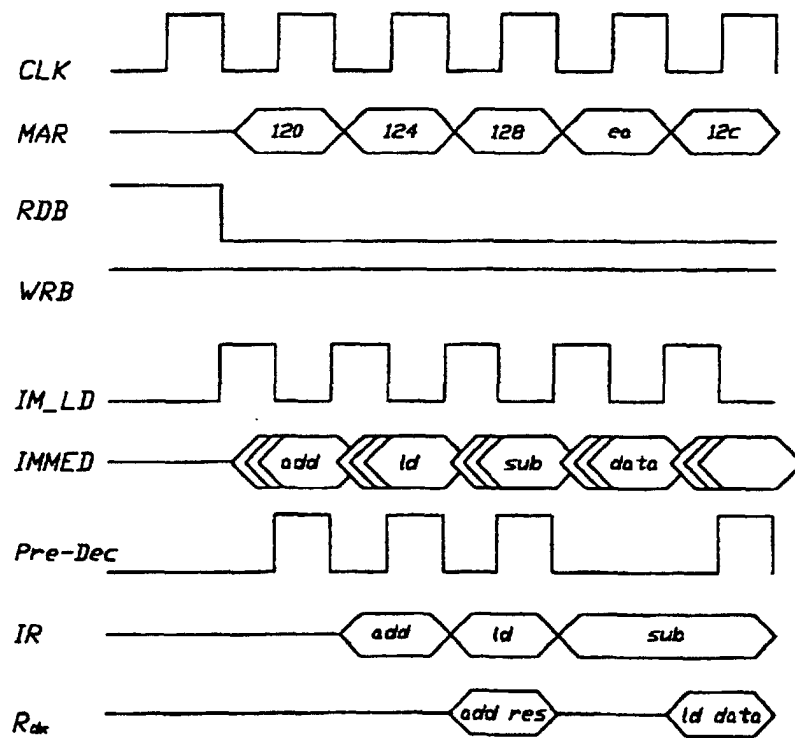 CLK
MAR 120 124 128 ea 12c
RDB
WRB
IM_LD
IMMED add ld sub data
Pre-Dec
IR add ld sub
add res ld data